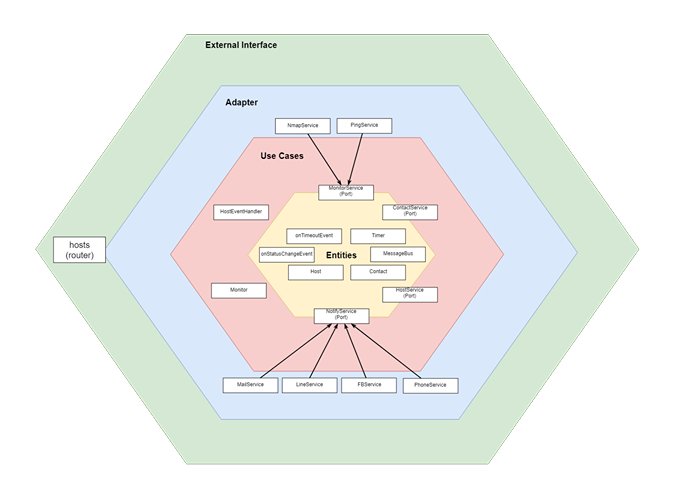 External Interface
Adapter
NmapService
PingService
Use Cases
MonitorService
(Port)
HostEventHandler
ContactService
(Port)
onTimeoutEvent
Timer
hosts
(router)
onStatusChangeEvent
Entities
MessageBus
Host
Contact
Monitor
HostService
(Port)
NotifyService
(Port)
MailService
LineService
FBService
PhoneService